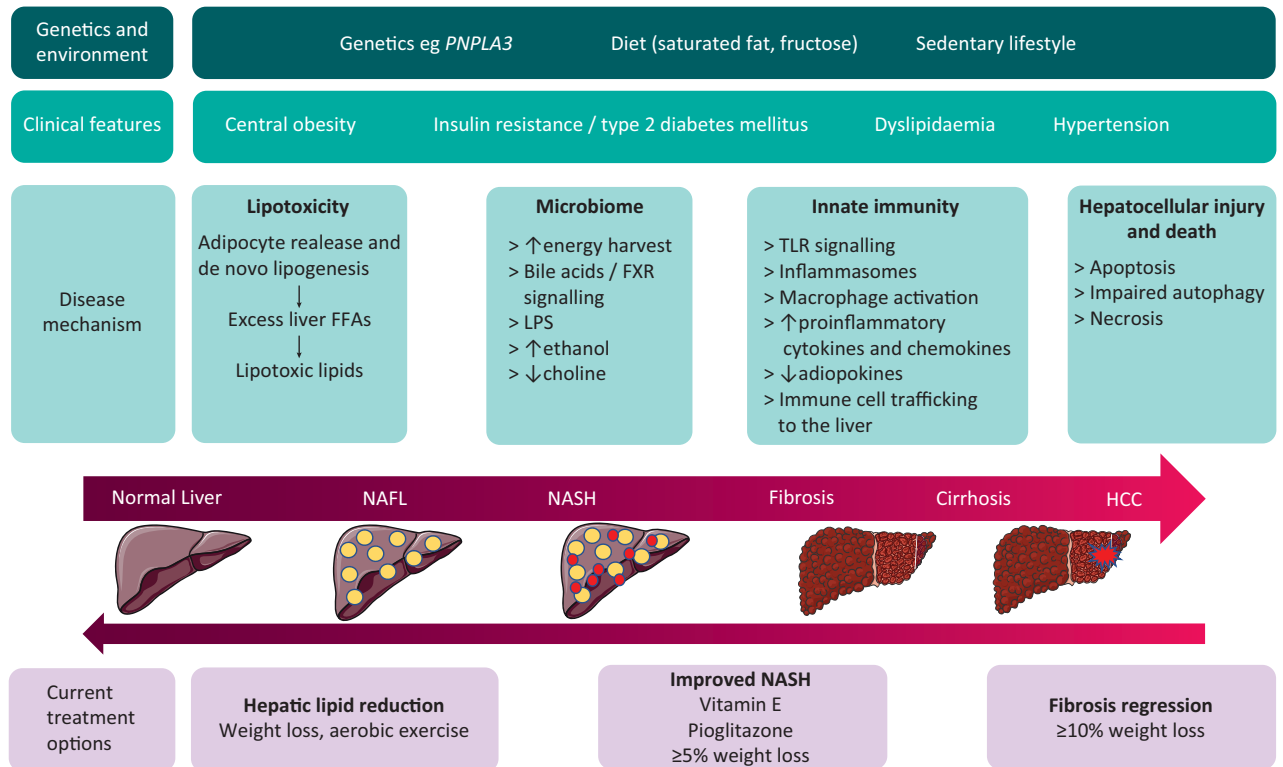 Genetics and
environment
Genetics eg PNPLA3
Diet (saturated fat, fructose)
Sedentary lifestyle
Clinical features
Central obesity
Insulin resistance / type 2 diabetes mellitus
Dyslipidaemia
Hypertension
Disease
mechanism
Lipotoxicity
Adipocyte realease and
de novo lipogenesis
↓
Excess liver FFAs
↓
Lipotoxic lipids
Microbiome
> ↑energy harvest
> Bile acids / FXR
signalling
> LPS
> ↑ethanol
> ↓choline
Innate immunity
> TLR signalling
> Inflammasomes
> Macrophage activation
> ↑proinflammatory
cytokines and chemokines
> ↓adiopokines
> Immune cell trafficking
to the liver
Hepatocellular injury
and death
> Apoptosis
> Impaired autophagy
> Necrosis
Normal Liver
NAFL
NASH
Fibrosis
Cirrhosis
HCC
Current
treatment
options
Hepatic lipid reduction
Weight loss, aerobic exercise
Improved NASH
Vitamin E
Pioglitazone
≥5% weight loss
Fibrosis regression
≥10% weight loss